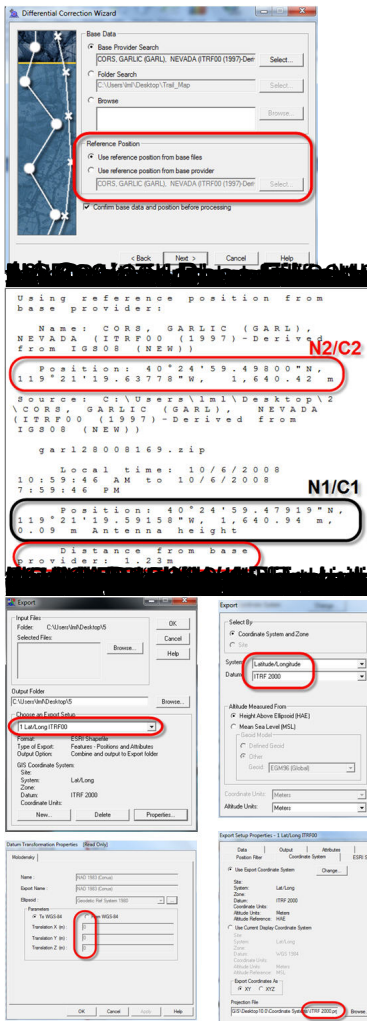 Differential Correction Wizard
Base Data
Base Provider Search
CORS, GARLIC (GARL), NEVADA (ITRF00 (1997)-Deri
Select...
Folder Search
C:\Users\lml\Desktop\Trail_Map
Select...
Browse
Browse...
Reference Position
Use reference position from base files
Use reference position from base provider
CORS, GARLIC (GARL), NEVADA (ITRF00 (1997)-Deri
Select...
Confirm base data and position before processing
< Back
Next >
Cancel
Help
Using reference position from
base provider:
Name: CORS, GARLIC (GARL),
NEVADA (ITRF00 (1997)-Derived
from IGS08 (NEW))
N2/C2
Position: 40°24'59.49800"N,
119°21'19.63778"W, 1,640.42 m
Source: C:\Users\lml\Desktop\2
\CORS, GARLIC (GARL), NEVADA
(ITRF00 (1997)-Derived from
IGS08 (NEW))
gar128008169.zip
Local time: 10/6/2008
10:59:46 AM to 10/6/2008
7:59:46 PM
N1/C1
Position: 40°24'59.47919"N,
119°21'19.59158"W, 1,640.94 m,
0.09 m Antenna height
Distance from base
provider: 1.23m
Export
Input Files
Folder: C:\Users\lml\Desktop\5
Selected Files:
Browse...
OK
Cancel
Help
Output Folder
C:\Users\lml\Desktop\5
Browse...
Choose an Export Setup
1 Lat/Long ITRF00
Format: ESRI Shapefile
Type of Export: Features - Positions and Attributes
Output Option: Combine and output to Export folder
GIS Coordinate System:
Site:
System: Lat/Long
Zone:
Datum: ITRF 2000
Coordinate Units:
New...
Delete
Properties...
Export
Select By
Coordinate System and Zone
Site
System: Latitude/Longitude
Datum: ITRF 2000
Altitude Measured From
Height Above Ellipsoid (HAE)
Mean Sea Level (MSL)
Geoid Model
Defined Geoid
Other
Geoid: EGM96 (Global)
Coordinate Units: Meters
Altitude Units: Meters
Datum Transformation Properties (Read Only)
Molodensky
Name: NAD 1983 (Conus)
Export Name: NAD 1983 (Conus)
Ellipsoid: Geodetic Ref System 1980
Parameters
To WGS-84
From WGS-84
Translation X (m): 0
Translation Y (m): 0
Translation Z (m): 0
OK
Cancel
Apply
Help
Export Setup Properties - 1 Lat/Long ITRF00
Data
Output
Attributes
Position Filter
Coordinate System
ESRI S
Use Export Coordinate System
Change...
Site:
System: Lat/Long
Zone:
Datum: ITRF 2000
Coordinate Units:
Altitude Units: Meters
Altitude Reference: HAE
Use Current Display Coordinate System
Site:
System: Lat/Long
Zone:
Datum: WGS 1984
Coordinate Units:
Altitude Units: Meters
Altitude Reference: MSL
Export Coordinates As
XY
XYZ
Projection File
GIS\Desktop10.0\Coordinate Systems\ITRF 2000.prj
Browse